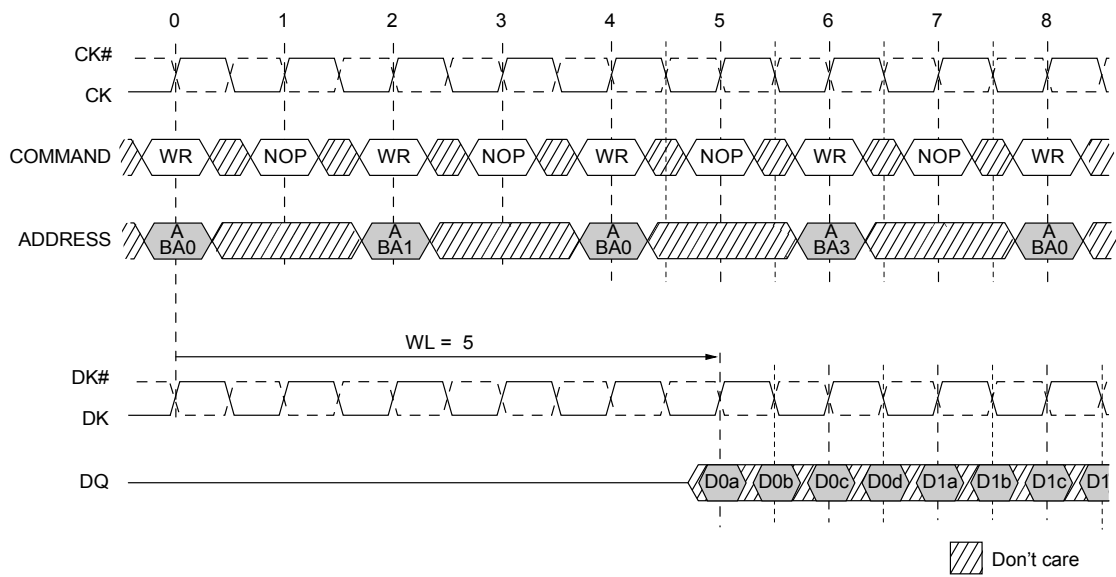 0 1 2 3 4 5 6 7 8
CK#
CK
COMMAND WR NOP WR NOP WR NOP WR NOP WR
ADDRESS A BA0 A BA1 A BA0 A BA3 A BA0
WL = 5
DK#
DK
DQ D0a D0b D0c D0d D1a D1b D1c D1
Don't care